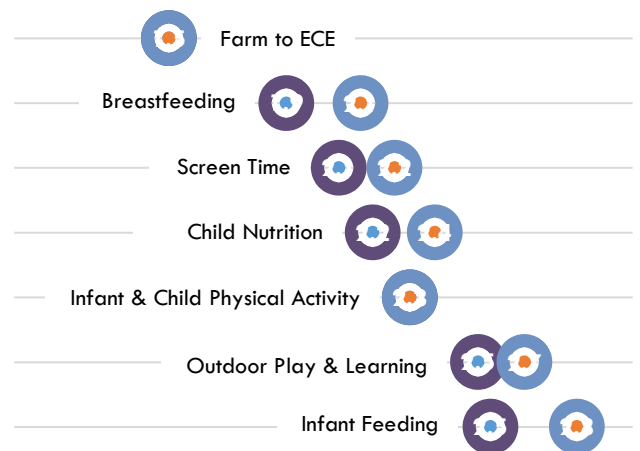 Farm to ECE
Breastfeeding
Screen Time
Child Nutrition
Infant & Child Physical Activity
Outdoor Play & Learning
Infant Feeding